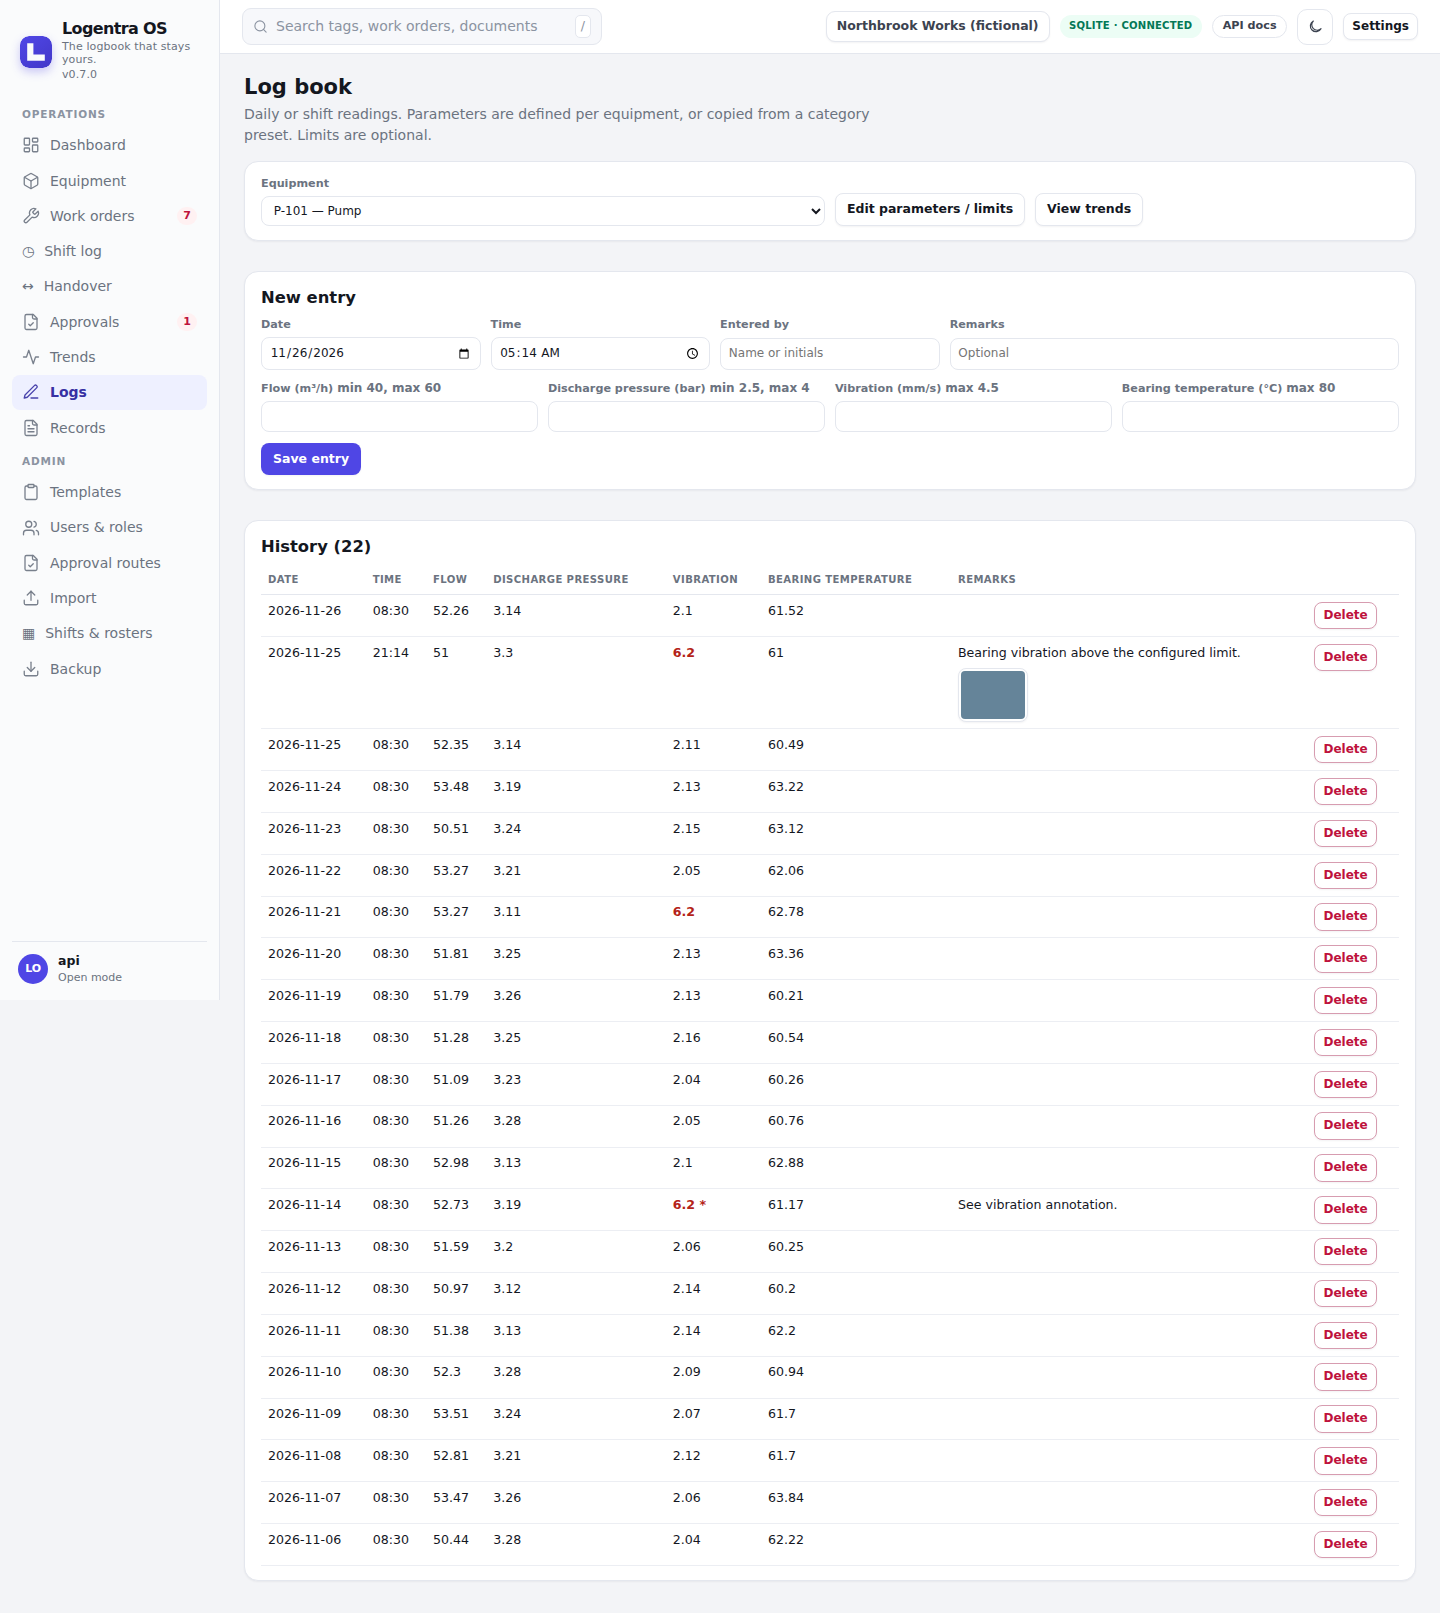 Logentra OS
The logbook that stays
yours.
v0.7.0
Search tags, work orders, documents /
Northbrook Works (fictional)
SQLITE · CONNECTED
API docs
Settings
OPERATIONS
Dashboard
Equipment
Work orders 7
Shift log
↔ Handover
Approvals 1
Trends
Logs
Records
ADMIN
Templates
Users & roles
Approval routes
Import
Shifts & rosters
Backup
LO
api
Open mode
Log book
Daily or shift readings. Parameters are defined per equipment, or copied from a category
preset. Limits are optional.
Equipment
P-101 — Pump
Edit parameters / limits
View trends
New entry
Date Time Entered by Remarks
11/26/2026 05:14 AM Name or initials Optional
Flow (m³/h) min 40, max 60 Discharge pressure (bar) min 2.5, max 4 Vibration (mm/s) max 4.5 Bearing temperature (°C) max 80
Save entry
History (22)
DATE TIME FLOW DISCHARGE PRESSURE VIBRATION BEARING TEMPERATURE REMARKS
2026-11-26 08:30 52.26 3.14 2.1 61.52 Delete
2026-11-25 21:14 51 3.3 6.2 61 Bearing vibration above the configured limit. Delete
2026-11-25 08:30 52.35 3.14 2.11 60.49 Delete
2026-11-24 08:30 53.48 3.19 2.13 63.22 Delete
2026-11-23 08:30 50.51 3.24 2.15 63.12 Delete
2026-11-22 08:30 53.27 3.21 2.05 62.06 Delete
2026-11-21 08:30 53.27 3.11 6.2 62.78 Delete
2026-11-20 08:30 51.81 3.25 2.13 63.36 Delete
2026-11-19 08:30 51.79 3.26 2.13 60.21 Delete
2026-11-18 08:30 51.28 3.25 2.16 60.54 Delete
2026-11-17 08:30 51.09 3.23 2.04 60.26 Delete
2026-11-16 08:30 51.26 3.28 2.05 60.76 Delete
2026-11-15 08:30 52.98 3.13 2.1 62.88 Delete
2026-11-14 08:30 52.73 3.19 6.2 * 61.17 See vibration annotation. Delete
2026-11-13 08:30 51.59 3.2 2.06 60.25 Delete
2026-11-12 08:30 50.97 3.12 2.14 60.2 Delete
2026-11-11 08:30 51.38 3.13 2.14 62.2 Delete
2026-11-10 08:30 52.3 3.28 2.09 60.94 Delete
2026-11-09 08:30 53.51 3.24 2.07 61.7 Delete
2026-11-08 08:30 52.81 3.21 2.12 61.7 Delete
2026-11-07 08:30 53.47 3.26 2.06 63.84 Delete
2026-11-06 08:30 50.44 3.28 2.04 62.22 Delete